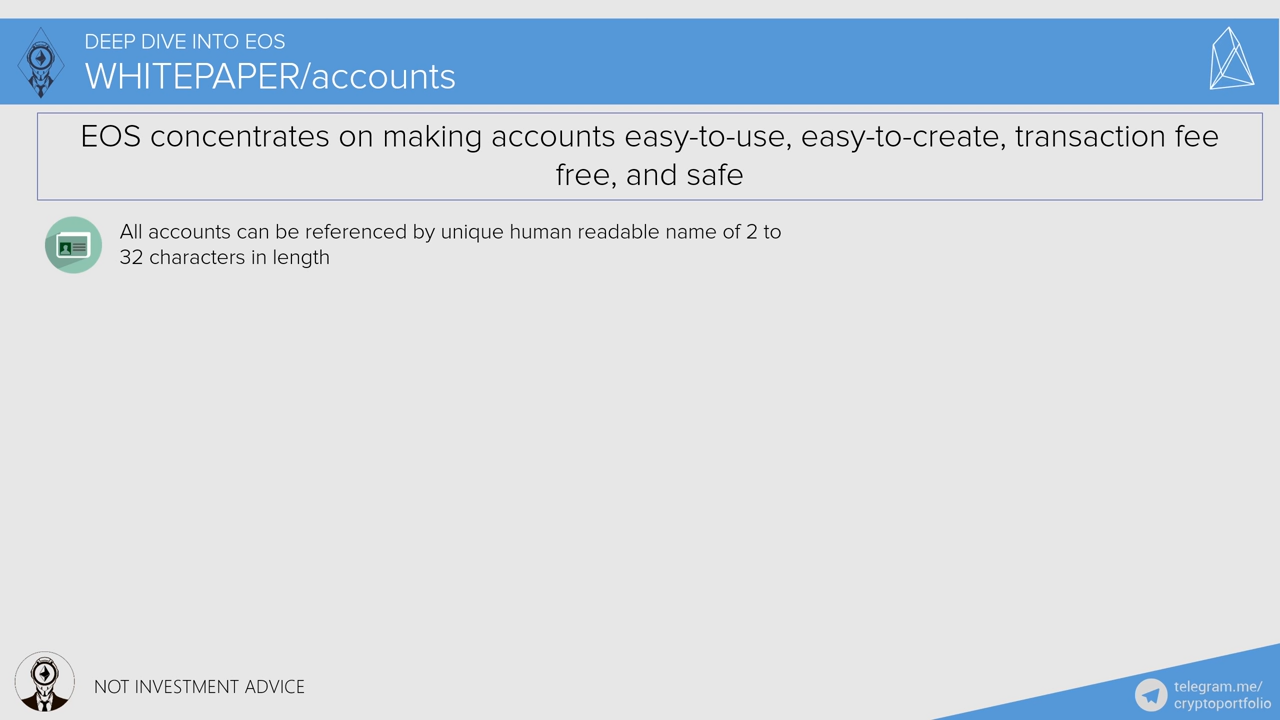 DEEP DIVE INTO EOS
WHITEPAPER/accounts
EOS concentrates on making accounts easy-to-use, easy-to-create, transaction fee
free, and safe
All accounts can be referenced by unique human readable name of 2 to
32 characters in length
NOT INVESTMENT ADVICE
telegram.me/
cryptoportfolio